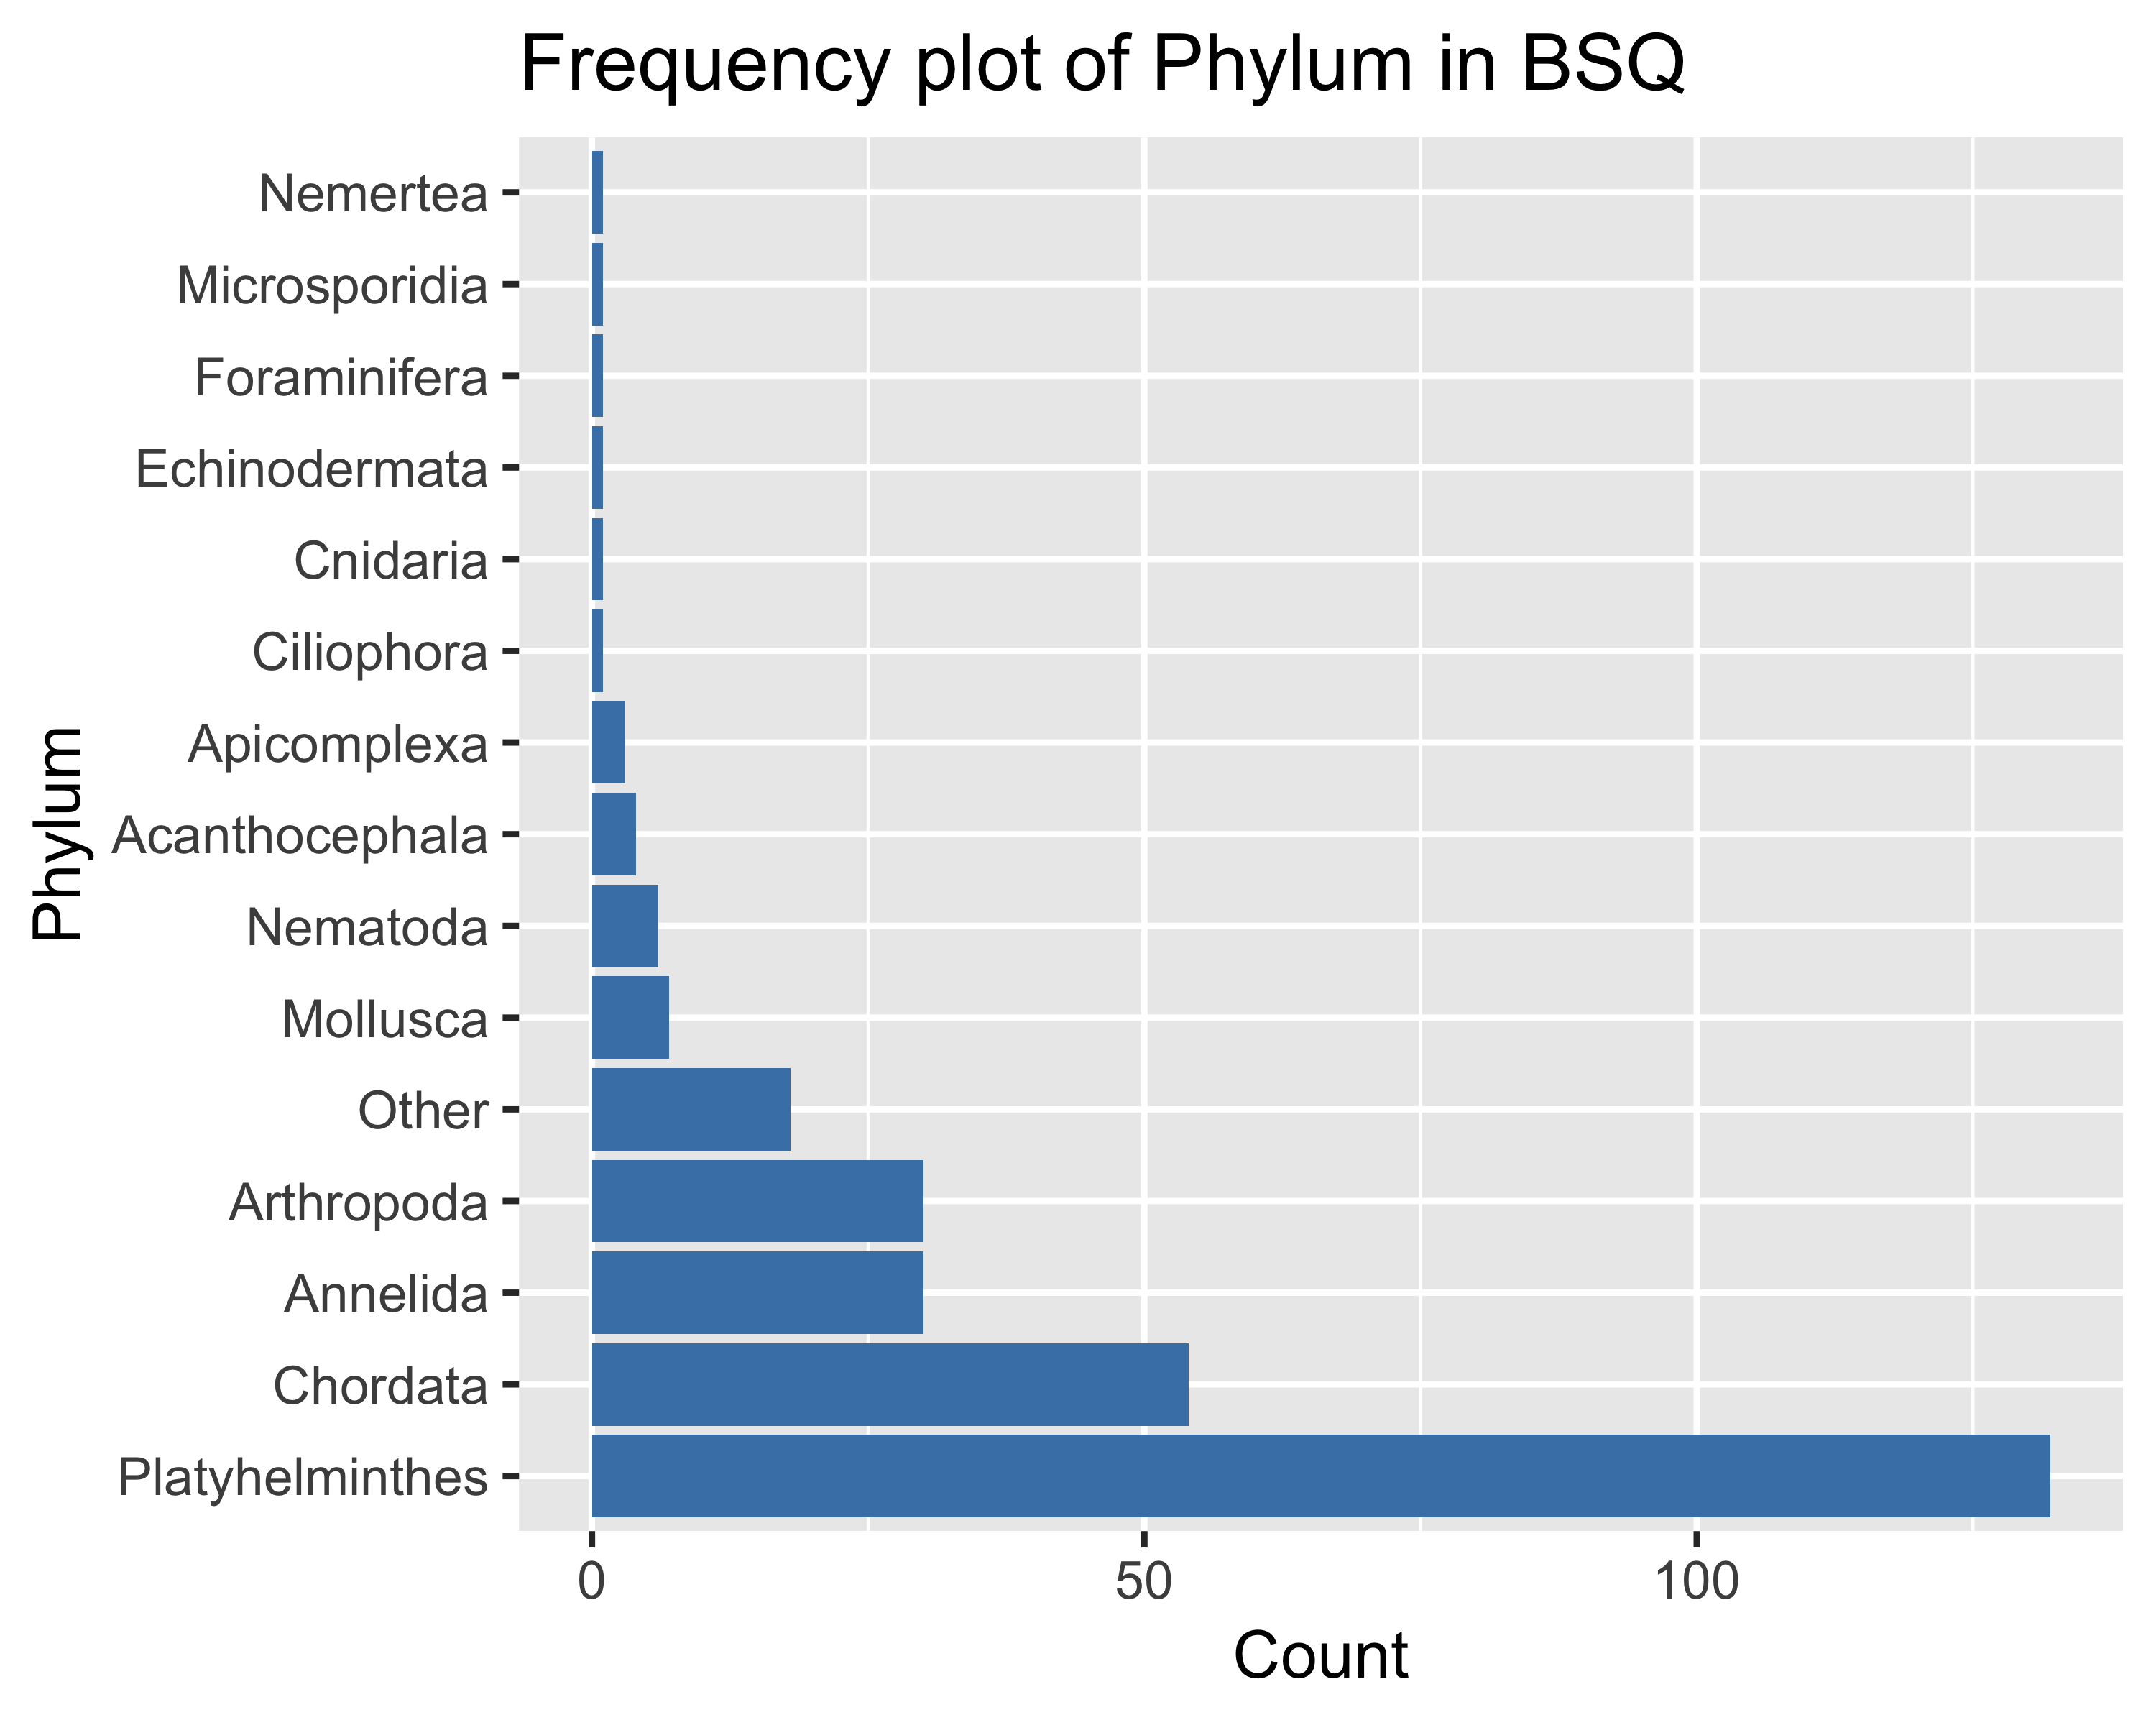 Frequency plot of Phylum in BSQ
Phylum
Nemertea
Microsporidia
Foraminifera
Echinodermata
Cnidaria
Ciliophora
Apicomplexa
Acanthocephala
Nematoda
Mollusca
Other
Arthropoda
Annelida
Chordata
Platyhelminthes
0 50 100
Count